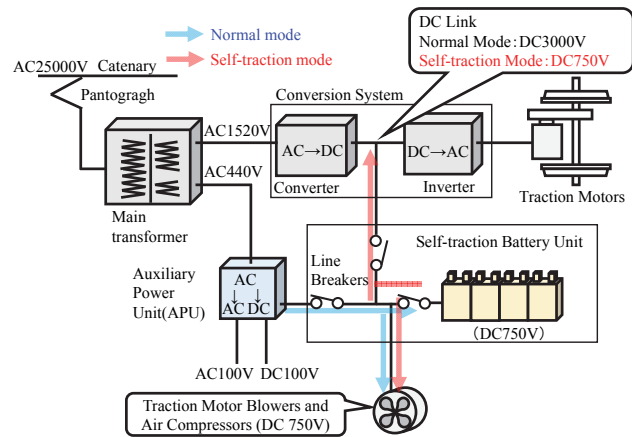 Normal mode
Self-traction mode
DC Link
Normal Mode：DC3000V
Self-traction Mode：DC750V
AC25000V Catenary
Pantogragh
Conversion System
AC1520V
AC→DC
DC→AC
Converter
Inverter
Traction Motors
AC440V
Main
transformer
Self-traction Battery Unit
Line
Breakers
Auxiliary
Power
Unit(APU)
AC
↓ ↓
AC DC
(DC750V)
AC100V DC100V
Traction Motor Blowers and
Air Compressors (DC 750V)